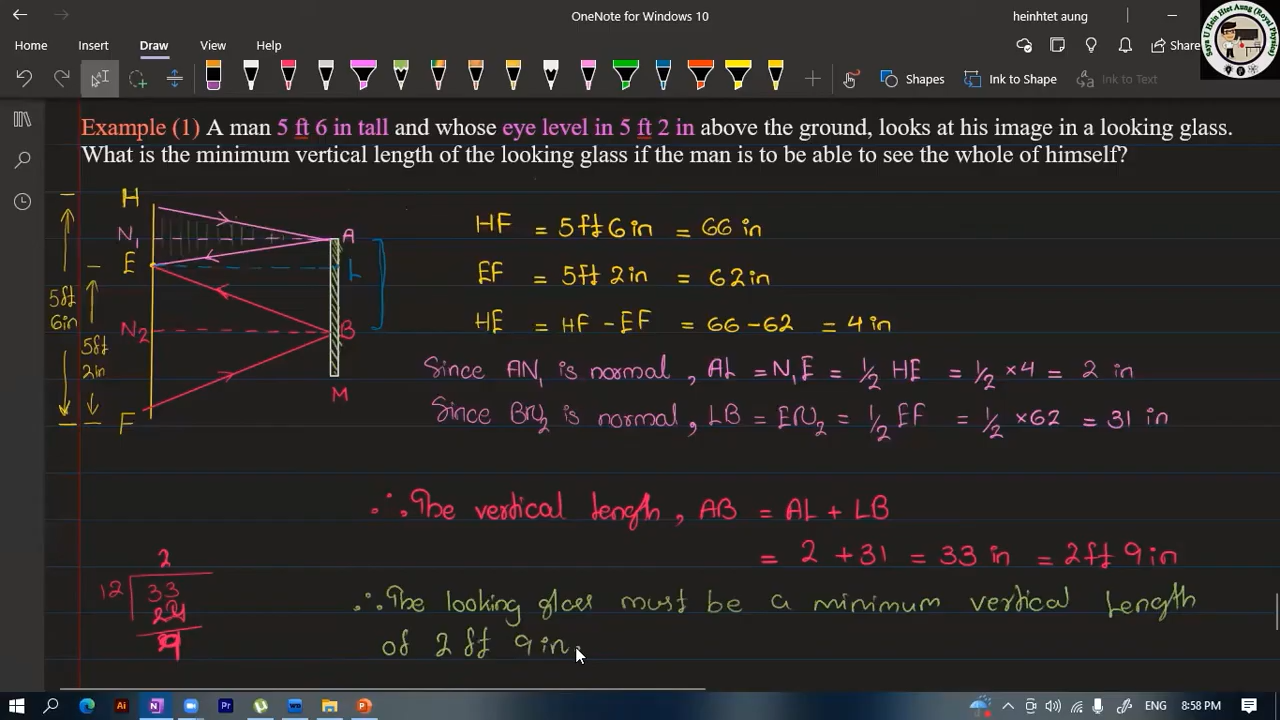 OneNote for Windows 10
heinhtet aung
Home Insert Draw View Help
Share
Shapes Ink to Shape Ink to Text
Example (1) A man 5 ft 6 in tall and whose eye level in 5 ft 2 in above the ground, looks at his image in a looking glass.
What is the minimum vertical length of the looking glass if the man is to be able to see the whole of himself?
H
N₁
E
N₂
F
A
L
B
M
5ft
6in
5ft
2in
HF = 5ft 6in = 66 in
EF = 5ft 2in = 62in
HE = HF - EF = 66-62 = 4 in
Since AN₁ is normal, AL = N₁E = 1/2 HE = 1/2 ×4 = 2 in
Since BN₂ is normal, LB = EN₂ = 1/2 EF = 1/2 ×62 = 31 in
∴ The vertical length, AB = AL + LB
= 2 +31 = 33 in = 2ft 9in
2
12 33
24
9
∴ The looking glass must be a minimum vertical length
of 2 ft 9 in.
ENG 8:58 PM